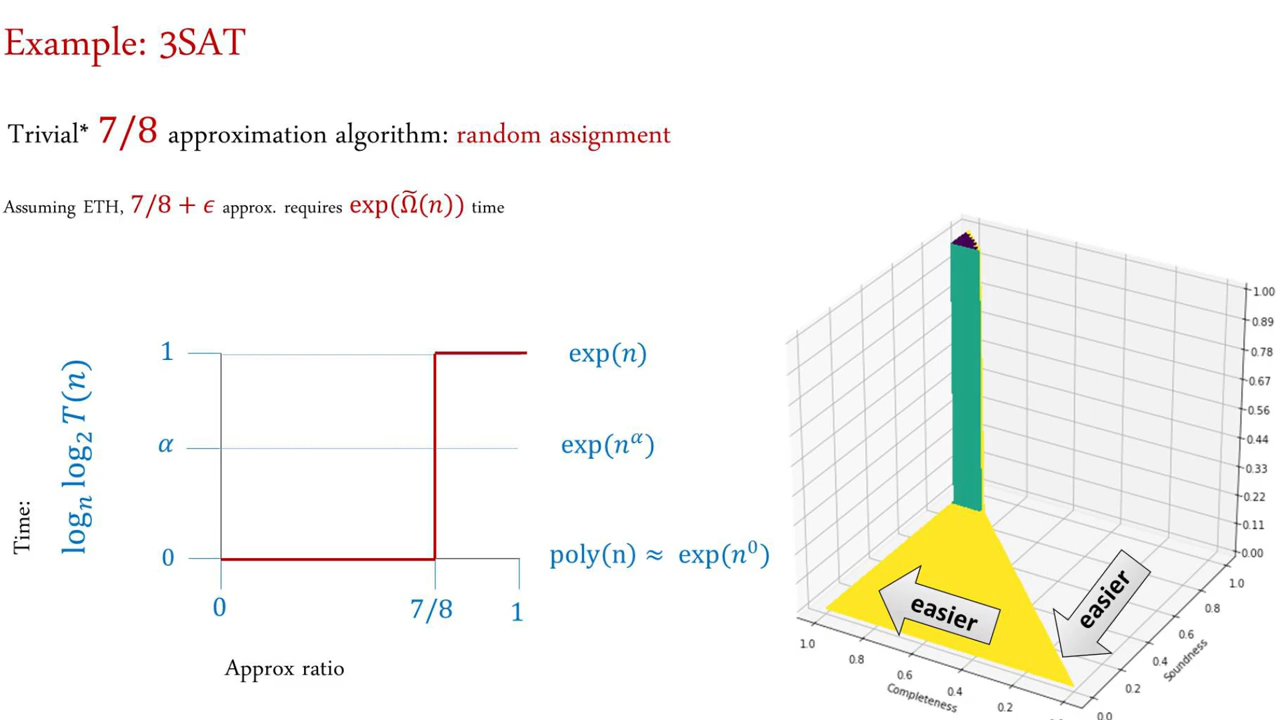 Example: 3SAT
Trivial* 7/8 approximation algorithm: random assignment
Assuming ETH, 7/8 + ϵ approx. requires exp(Ω̃(n)) time
Time:
logₙ log₂ T(n)
1
α
0
exp(n)
exp(n^α)
poly(n) ≈ exp(n⁰)
0
7/8
1
Approx ratio
easier
easier
1.00
0.89
0.78
0.67
0.56
0.44
0.33
0.22
0.11
0.00
1.0
0.8
0.6
0.4
0.2
0.0
Soundness
1.0
0.8
0.6
0.4
0.2
Completeness